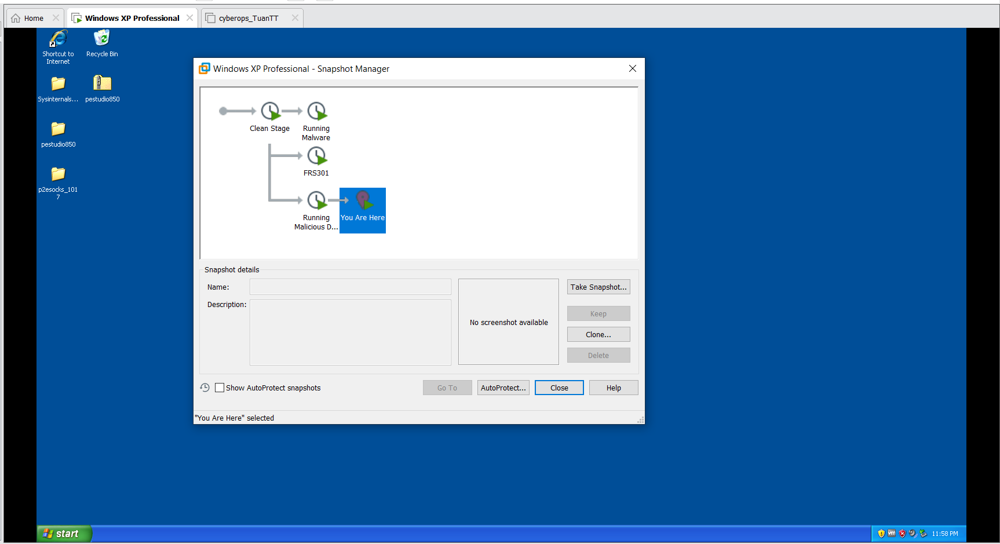 Home
Windows XP Professional
cyberops_TuanTT
Shortcut to
Internet
Recycle Bin
Sysinternals...
pestudio850
pestudio850
p2esocks_101
7
Windows XP Professional - Snapshot Manager
Clean Stage
Running
Malware
FRS301
Running
Malicious D...
You Are Here
Snapshot details
Name:
Description:
No screenshot available
Take Snapshot...
Keep
Clone...
Delete
Show AutoProtect snapshots
Go To
AutoProtect...
Close
Help
"You Are Here" selected
start
vm
11:58 PM